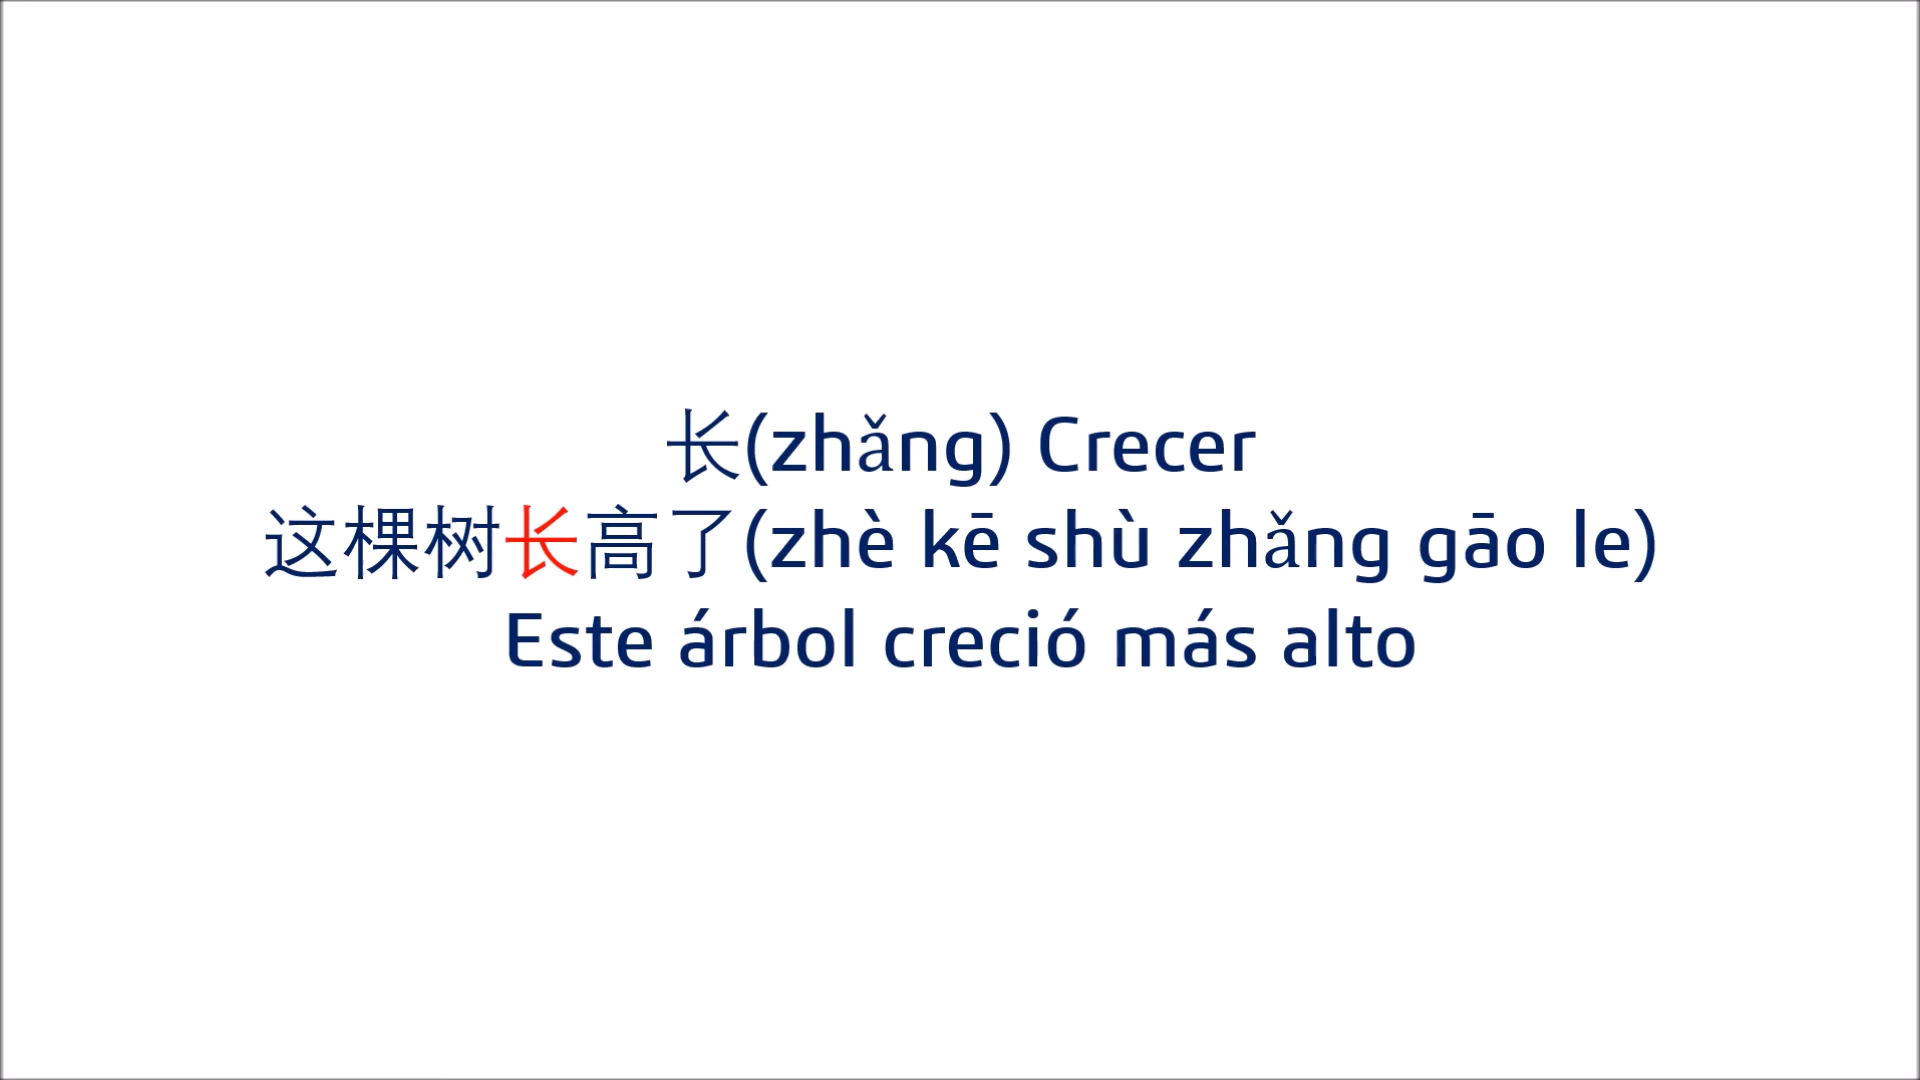 长(zhǎng) Crecer
这棵树长高了(zhè kē shù zhǎng gāo le)
Este árbol creció más alto